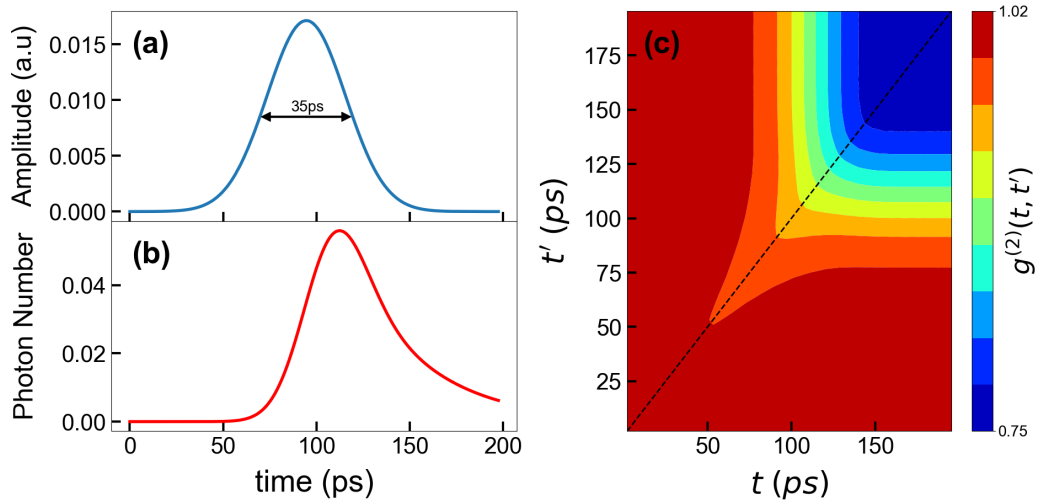 (a)
Amplitude (a.u)
0.015
0.010
0.005
0.000
35ps
(b)
Photon Number
0.04
0.02
0.00
0
50
100
150
200
time (ps)
(c)
t′ (ps)
175
150
125
100
75
50
25
50
100
150
t (ps)
1.02
g⁽²⁾(t, t′)
0.75